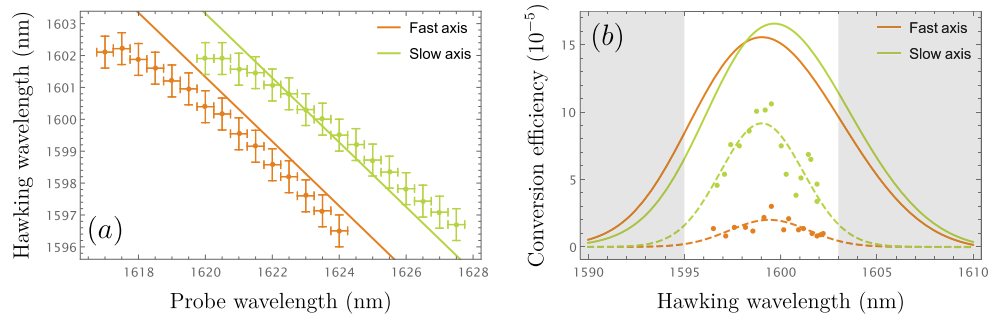 Hawking wavelength (nm)
1603
1602
1601
1600
1599
1598
1597
1596
Fast axis
Slow axis
(a)
1618 1620 1622 1624 1626 1628
Probe wavelength (nm)
Conversion efficiency (10⁻⁵)
15
10
5
0
(b)
Fast axis
Slow axis
1590 1595 1600 1605 1610
Hawking wavelength (nm)